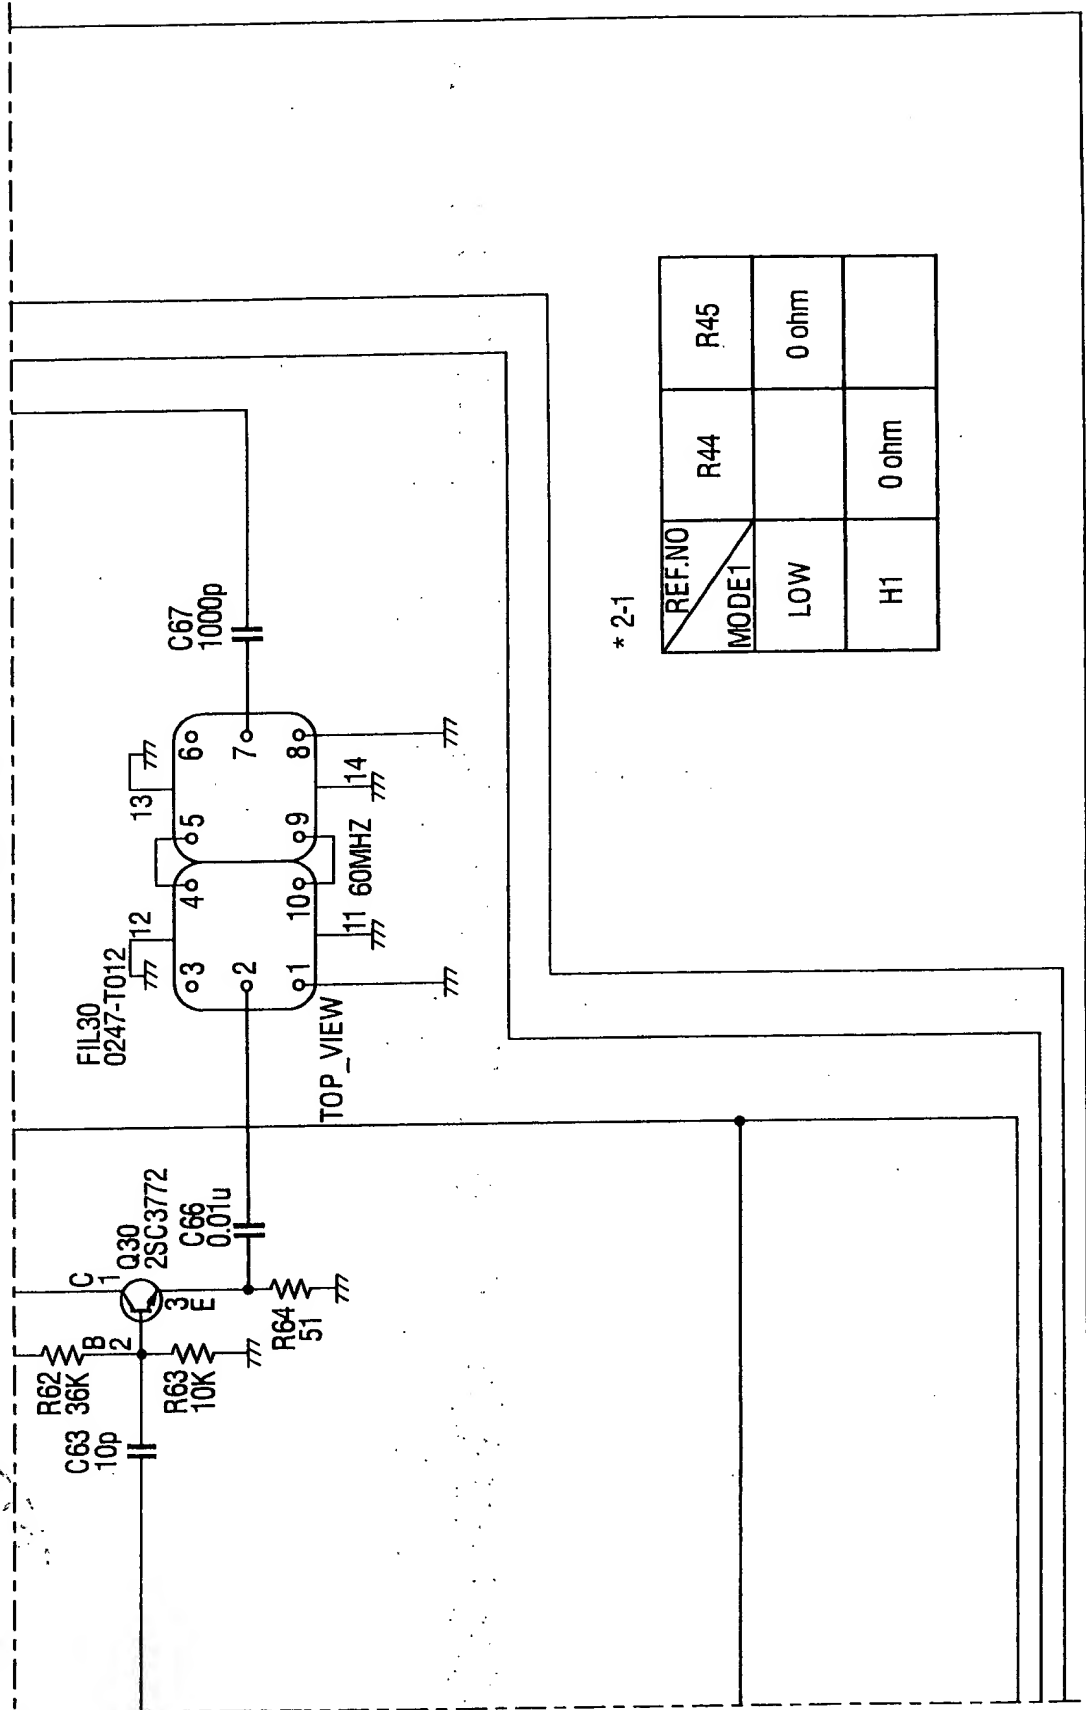 R62
36K
C63
10p
B
2
R63
10K
C
1
3
E
Q30
2SC3772
C66
0.01u
R64
51
FIL30
0247-T012
12
13
3
4
5
6
2
7
1
10
9
8
11
60MHZ
14
TOP_VIEW
C67
1000p
* 2-1
REF.NO R44 R45
MODE1
LOW 0 ohm
H1 0 ohm